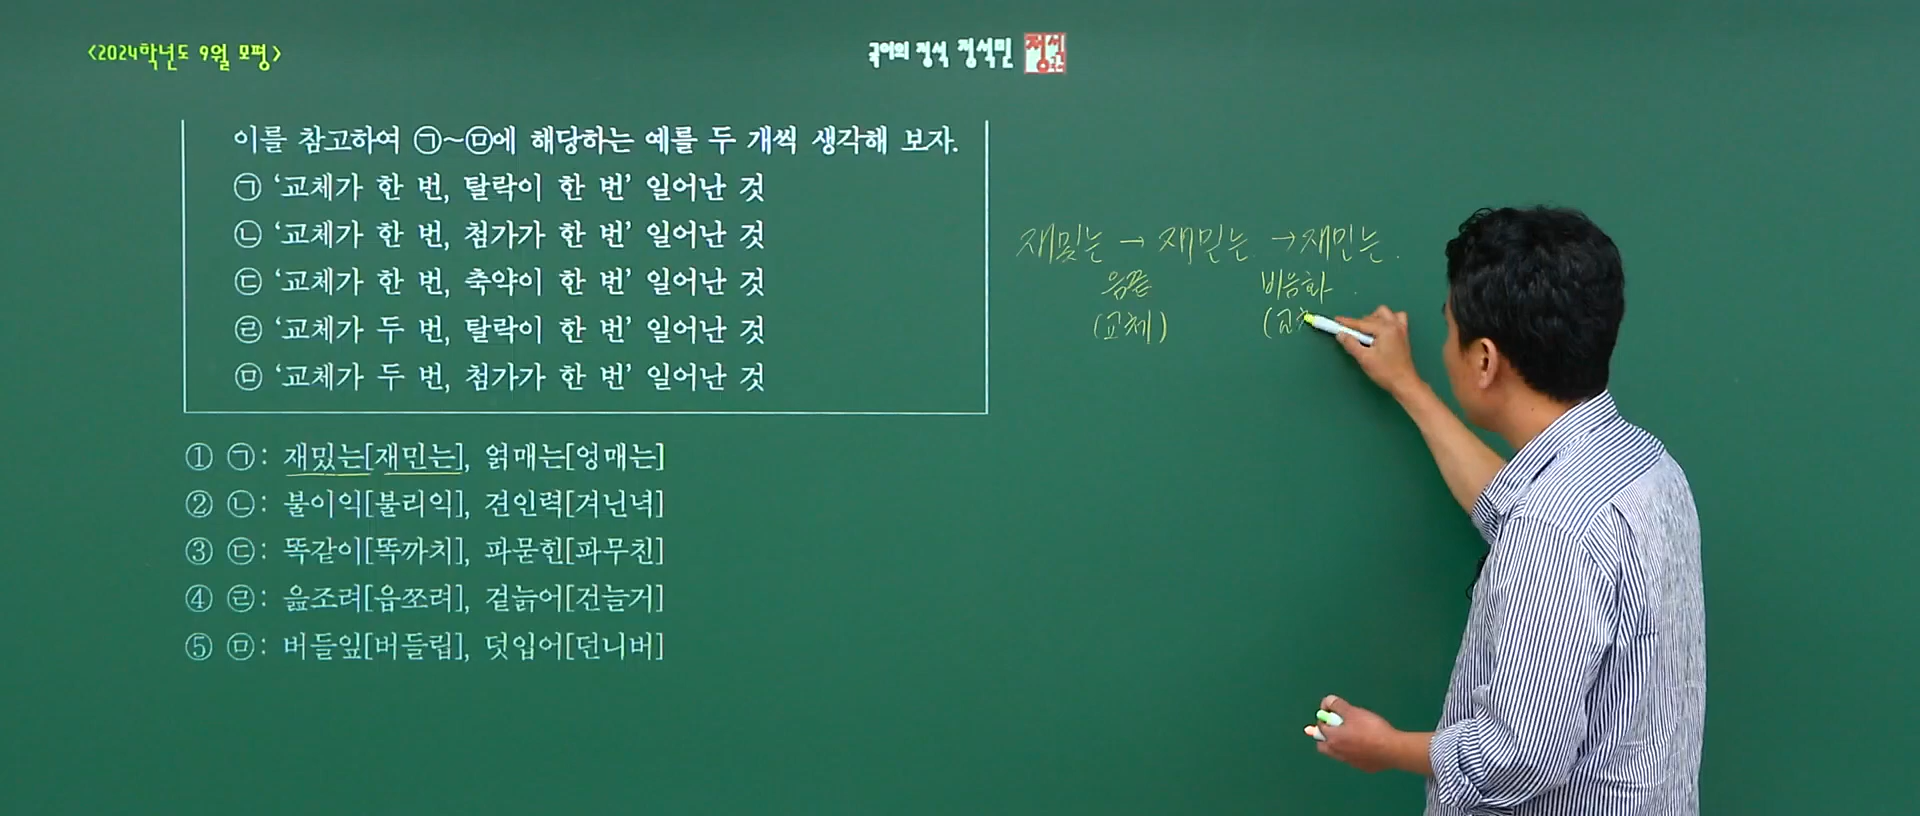 <2024학년도 9월 모평>
국어의 정석 정석민
이를 참고하여 ㉠~㉤에 해당하는 예를 두 개씩 생각해 보자.
㉠ ‘교체가 한 번, 탈락이 한 번’ 일어난 것
㉡ ‘교체가 한 번, 첨가가 한 번’ 일어난 것
㉢ ‘교체가 한 번, 축약이 한 번’ 일어난 것
㉣ ‘교체가 두 번, 탈락이 한 번’ 일어난 것
㉤ ‘교체가 두 번, 첨가가 한 번’ 일어난 것
① ㉠: 재밌는[재민는], 얽매는[엉매는]
② ㉡: 불이익[불리익], 견인력[겨닌녁]
③ ㉢: 똑같이[똑까치], 파묻힌[파무친]
④ ㉣: 읊조려[읍쪼려], 겉늙어[건늘거]
⑤ ㉤: 버들잎[버들립], 덧입어[던니버]
재밌는 → 재믿는 → 재민는.
음끝 비음화
(교체) (교체